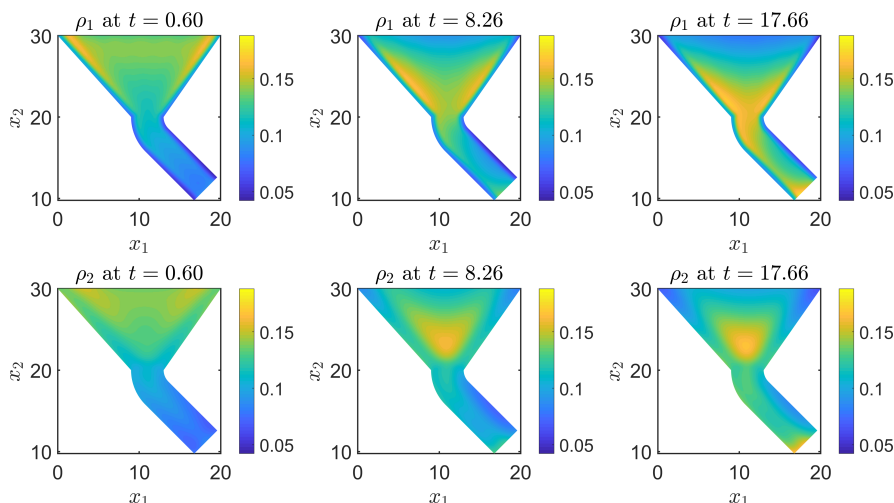 ρ₁ at t = 0.60
30
20
10
x₂
0 10 20
x₁
0.15
0.1
0.05
ρ₁ at t = 8.26
30
20
10
x₂
0 10 20
x₁
0.15
0.1
0.05
ρ₁ at t = 17.66
30
20
10
x₂
0 10 20
x₁
0.15
0.1
0.05
ρ₂ at t = 0.60
30
20
10
x₂
0 10 20
x₁
0.15
0.1
0.05
ρ₂ at t = 8.26
30
20
10
x₂
0 10 20
x₁
0.15
0.1
0.05
ρ₂ at t = 17.66
30
20
10
x₂
0 10 20
x₁
0.15
0.1
0.05